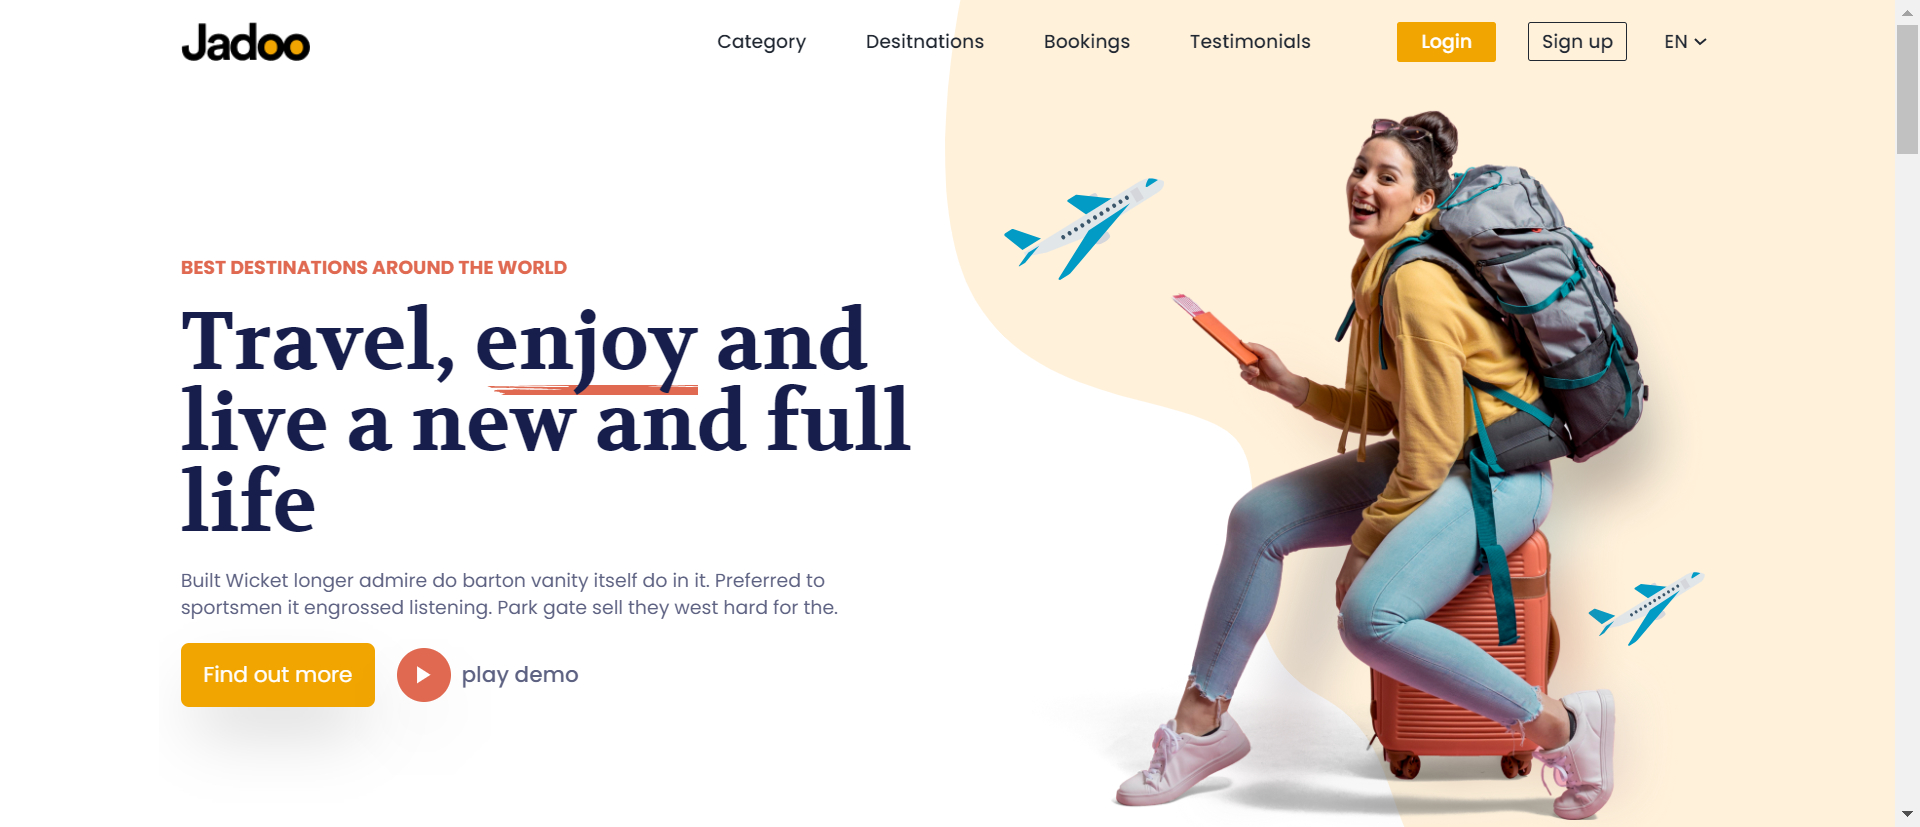 Jadoo
Category Desitnations Bookings Testimonials Login Sign up EN
BEST DESTINATIONS AROUND THE WORLD
Travel, enjoy and
live a new and full
life
Built Wicket longer admire do barton vanity itself do in it. Preferred to
sportsmen it engrossed listening. Park gate sell they west hard for the.
Find out more play demo